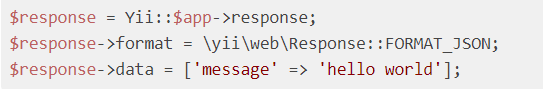 $response = Yii::$app->response;
$response->format = \yii\web\Response::FORMAT_JSON;
$response->data = ['message' => 'hello world'];